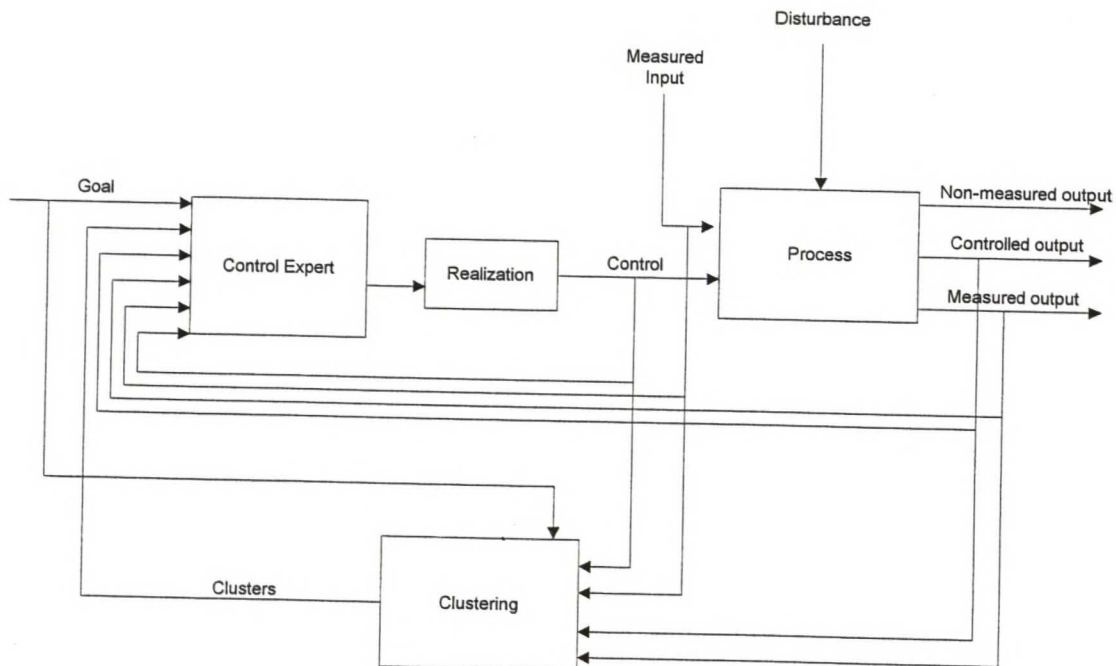 Disturbance
Measured
Input
Goal
Non-measured output
Control Expert
Realization
Control
Process
Controlled output
Measured output
Clusters
Clustering